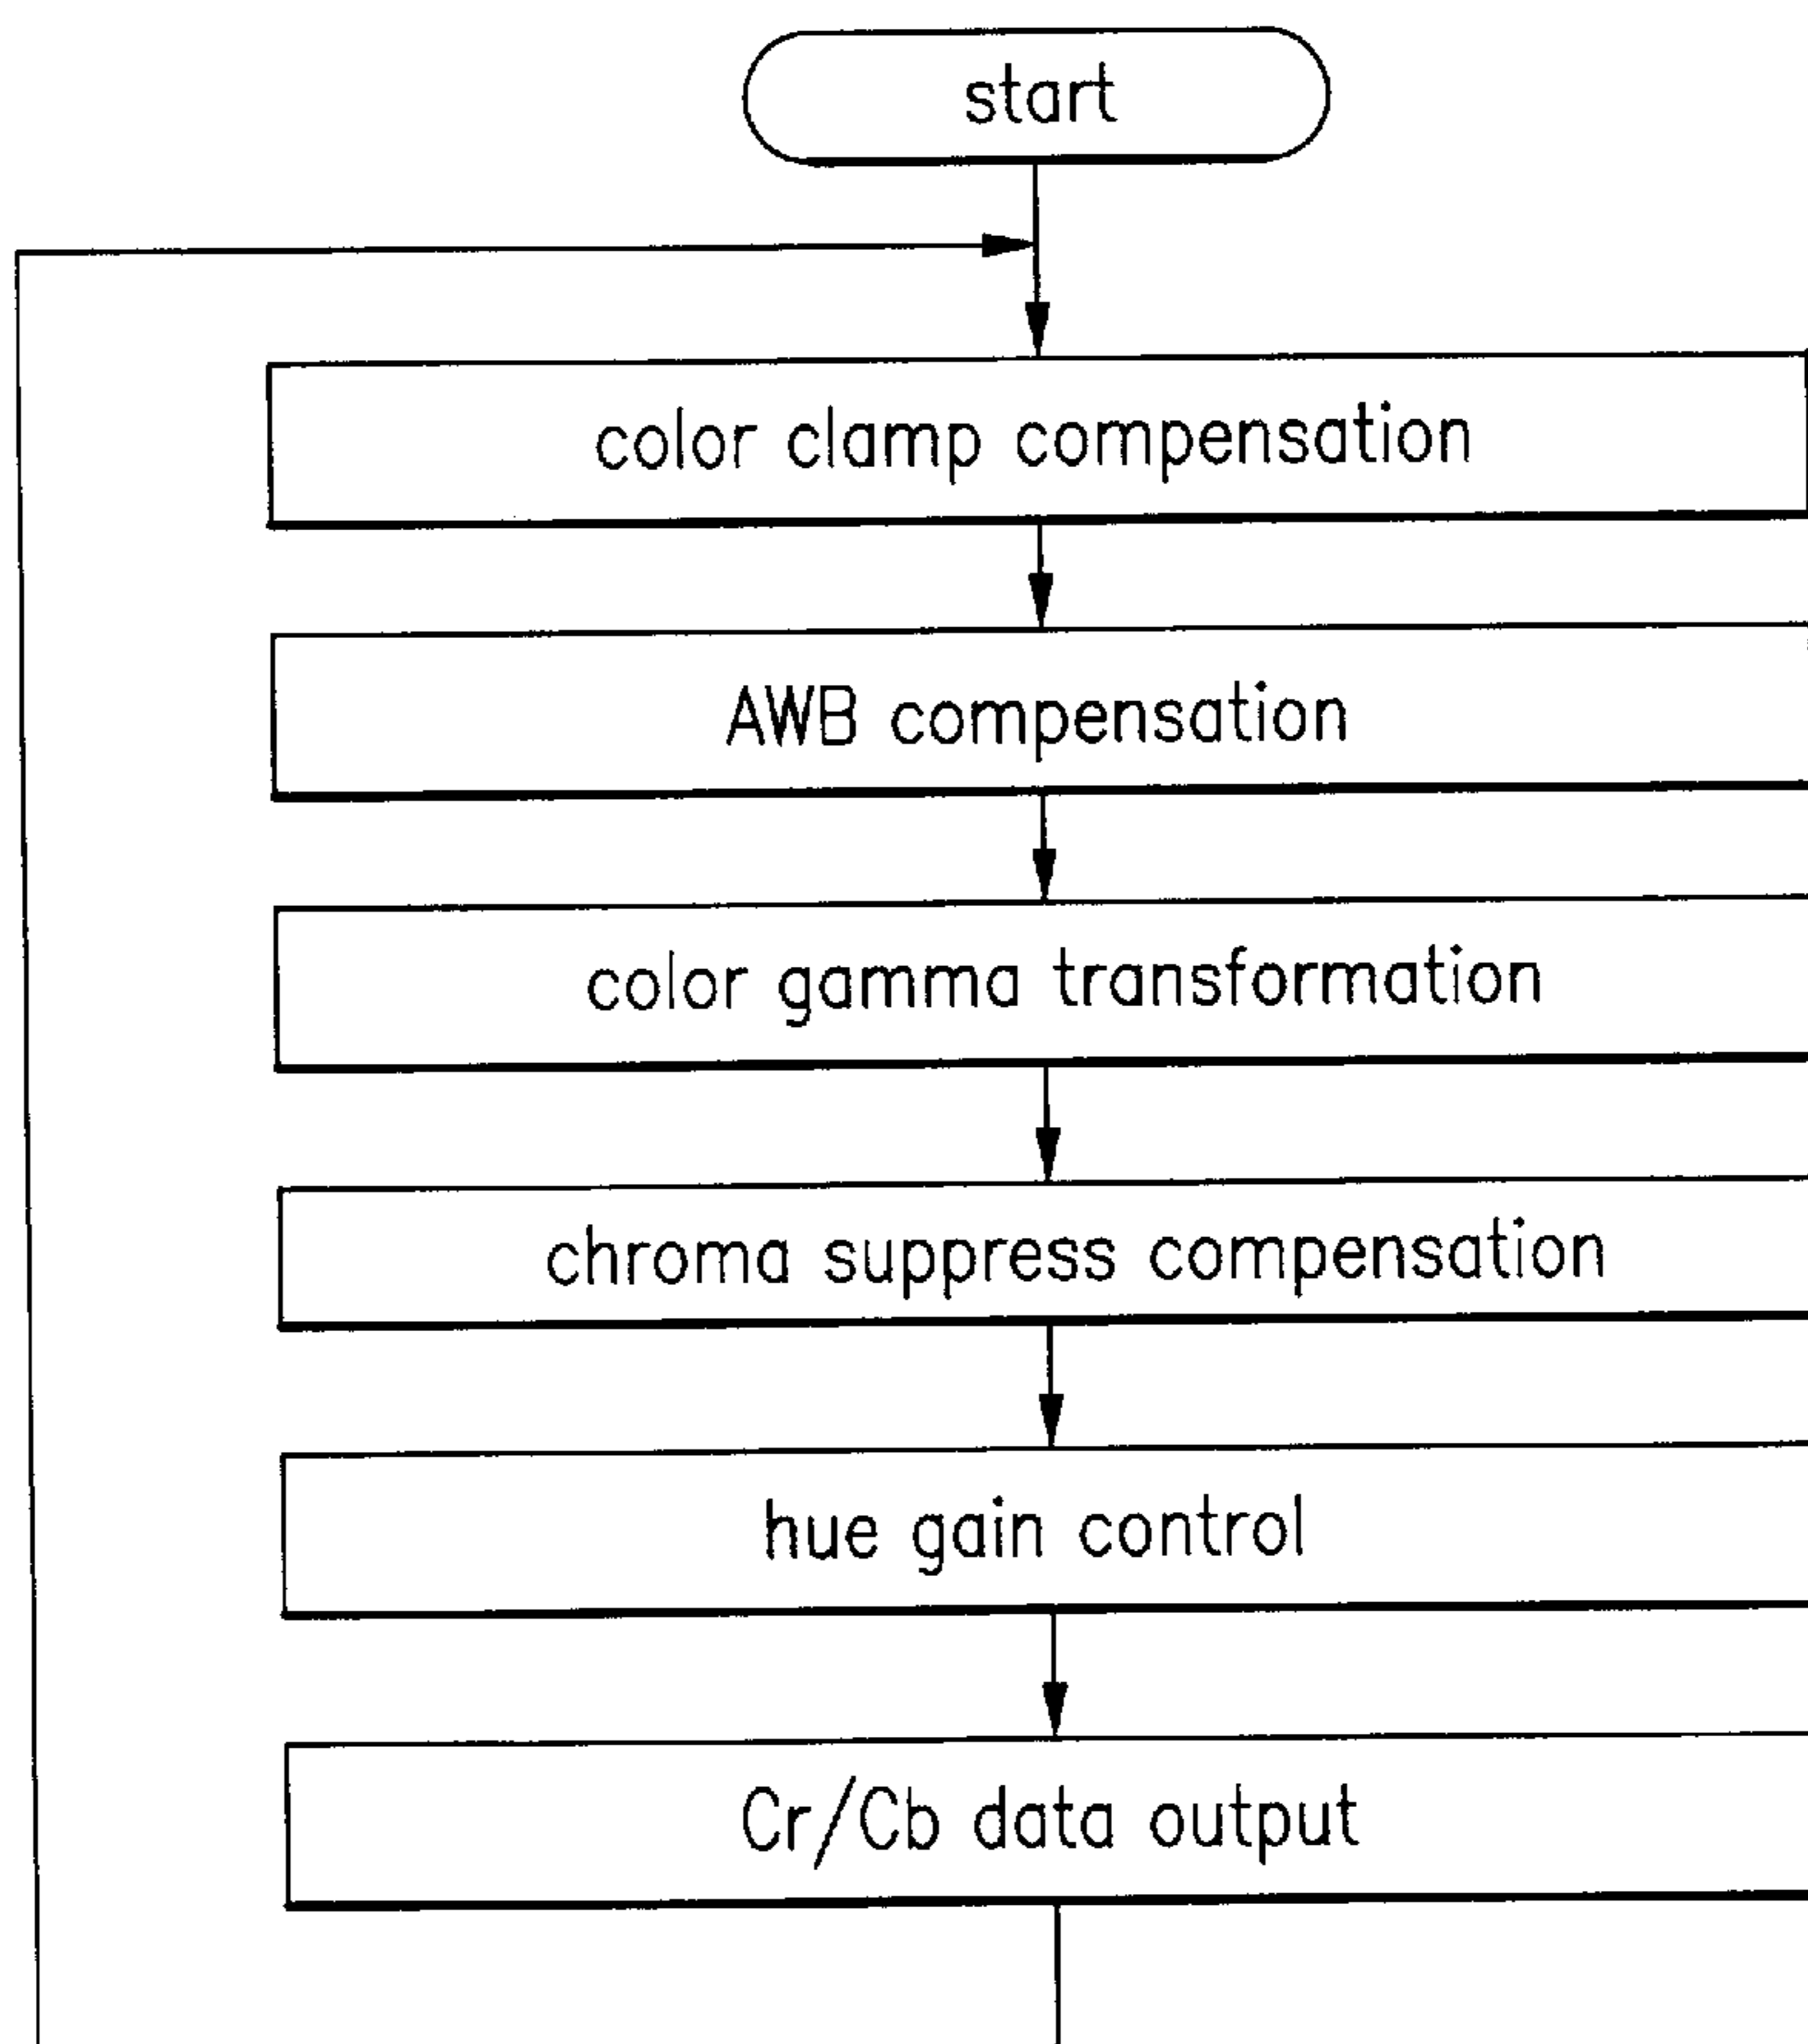 start
color clamp compensation
AWB compensation
color gamma transformation
chroma suppress compensation
hue gain control
Cr/Cb data output